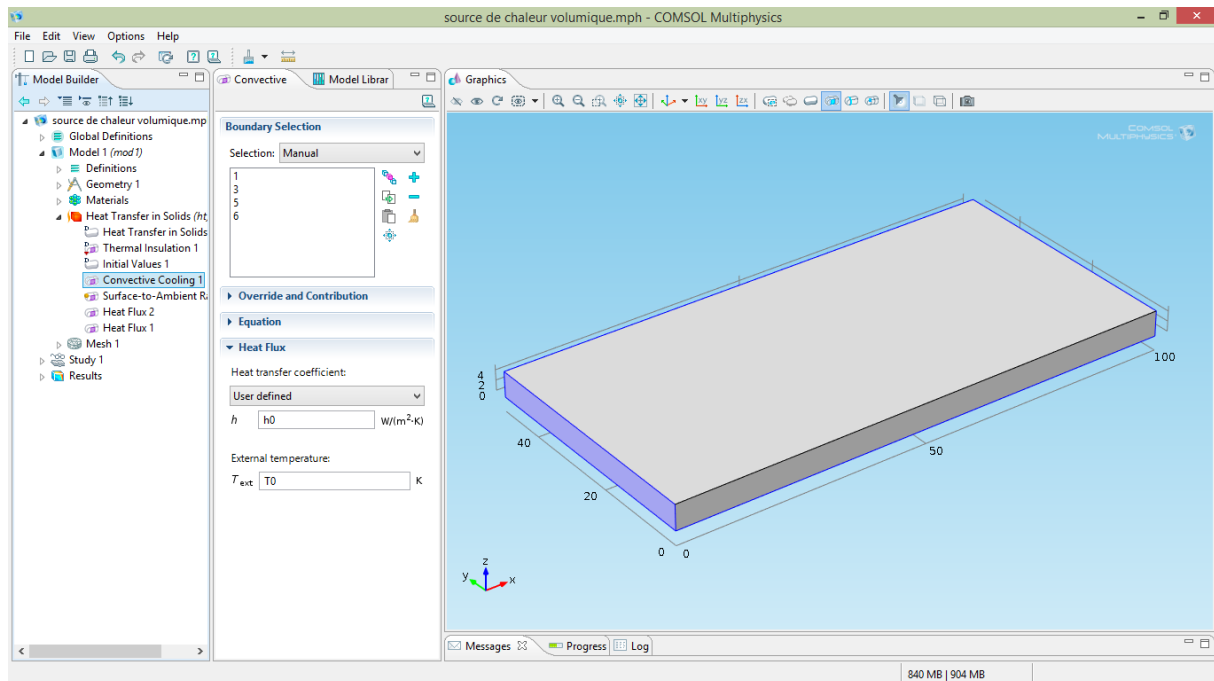 source de chaleur volumique.mph - COMSOL Multiphysics
File Edit View Options Help
Model Builder
source de chaleur volumique.mp
Global Definitions
Model 1 (mod1)
Definitions
Geometry 1
Materials
Heat Transfer in Solids (ht,
Heat Transfer in Solids
Thermal Insulation 1
Initial Values 1
Convective Cooling 1
Surface-to-Ambient R
Heat Flux 2
Heat Flux 1
Mesh 1
Study 1
Results
Convective Model Librar
Boundary Selection
Selection: Manual
1
3
5
6
Override and Contribution
Equation
Heat Flux
Heat transfer coefficient:
User defined
h h0 W/(m²·K)
External temperature:
T ext T0 K
Graphics
xy yz zx
COMSOL
MULTIPHYSICS
4
2
0
40
20
0 0
50
100
z
y x
Messages Progress Log
840 MB | 904 MB